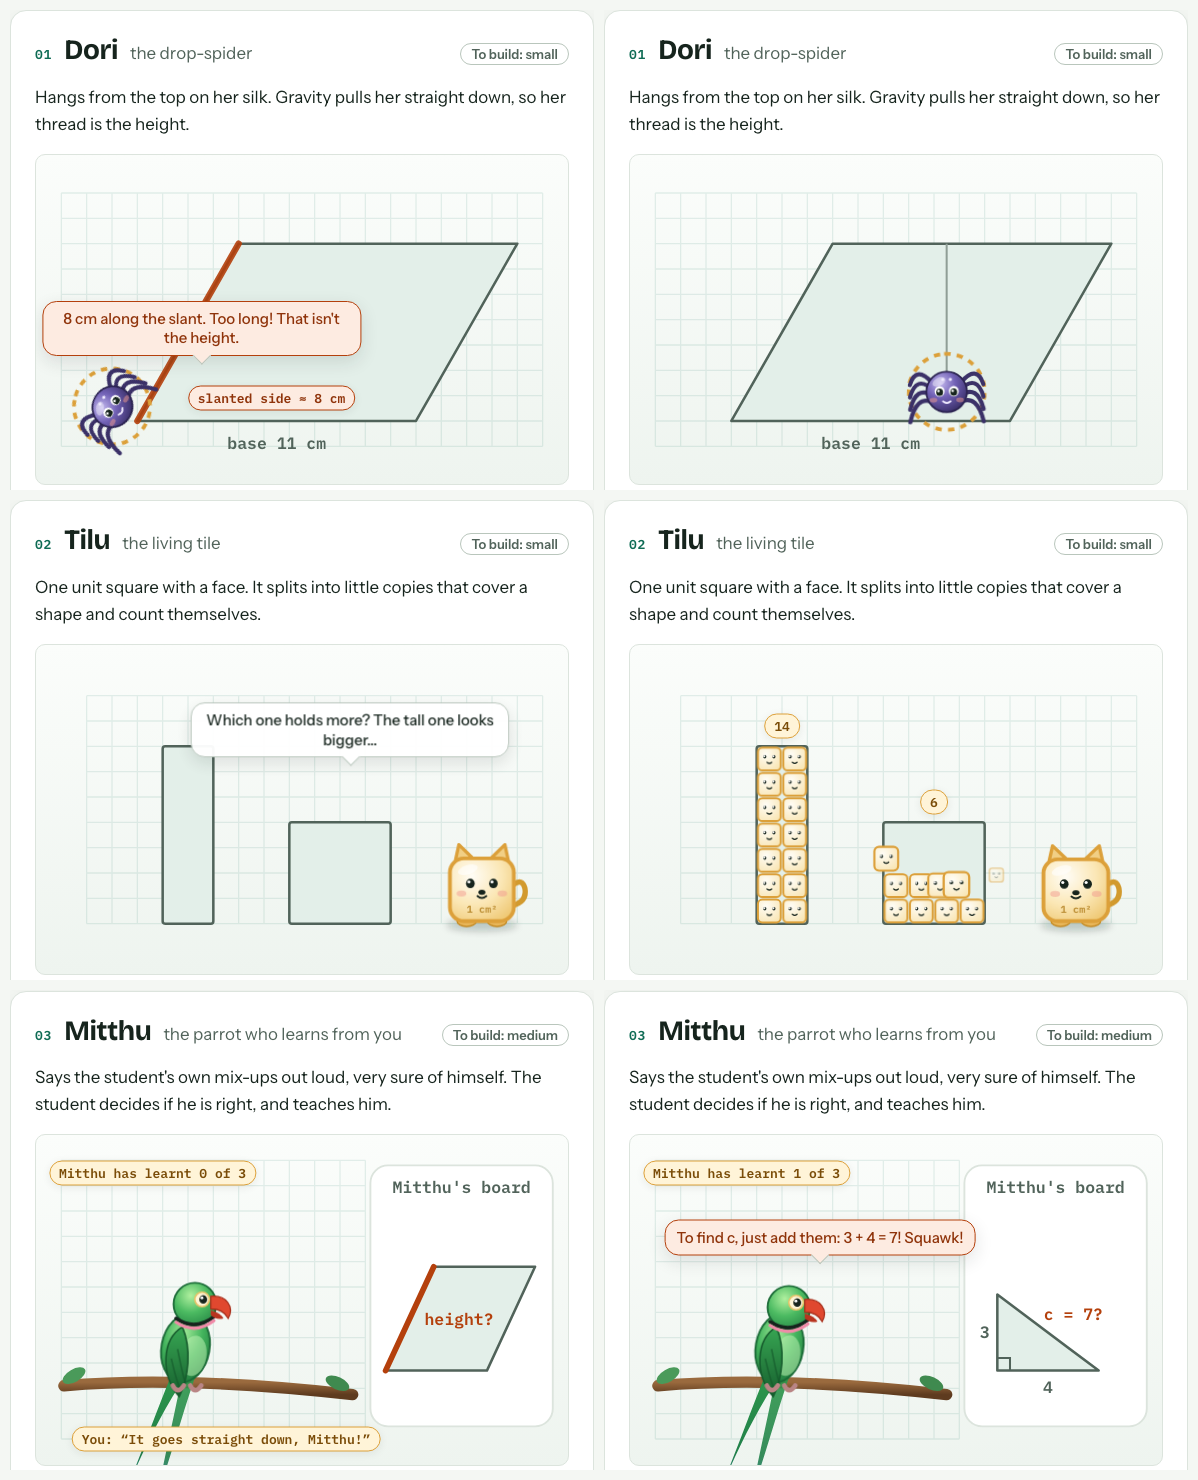 01 Dori the drop-spider To build: small
Hangs from the top on her silk. Gravity pulls her straight down, so her
thread is the height.
8 cm along the slant. Too long! That isn't
the height.
slanted side ≈ 8 cm
base 11 cm
01 Dori the drop-spider To build: small
Hangs from the top on her silk. Gravity pulls her straight down, so her
thread is the height.
base 11 cm
02 Tilu the living tile To build: small
One unit square with a face. It splits into little copies that cover a
shape and count themselves.
Which one holds more? The tall one looks
bigger...
1 cm²
02 Tilu the living tile To build: small
One unit square with a face. It splits into little copies that cover a
shape and count themselves.
14
6
1 cm²
03 Mitthu the parrot who learns from you To build: medium
Says the student's own mix-ups out loud, very sure of himself. The
student decides if he is right, and teaches him.
Mitthu has learnt 0 of 3
Mitthu's board
height?
You: “It goes straight down, Mitthu!”
03 Mitthu the parrot who learns from you To build: medium
Says the student's own mix-ups out loud, very sure of himself. The
student decides if he is right, and teaches him.
Mitthu has learnt 1 of 3
Mitthu's board
To find c, just add them: 3 + 4 = 7! Squawk!
c = 7?
3
4